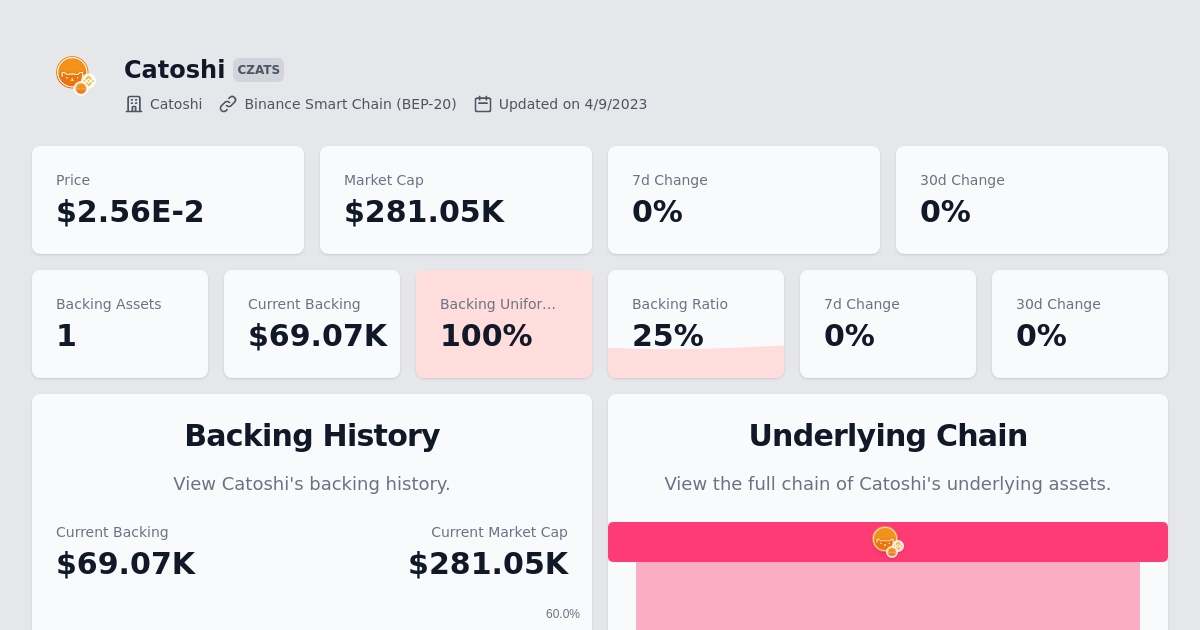 Catoshi CZATS
Catoshi Binance Smart Chain (BEP-20) Updated on 4/9/2023
Price
$2.56E-2
Market Cap
$281.05K
7d Change
0%
30d Change
0%
Backing Assets
1
Current Backing
$69.07K
Backing Unifor...
100%
Backing Ratio
25%
7d Change
0%
30d Change
0%
Backing History
View Catoshi's backing history.
Current Backing
$69.07K
Current Market Cap
$281.05K
60.0%
Underlying Chain
View the full chain of Catoshi's underlying assets.